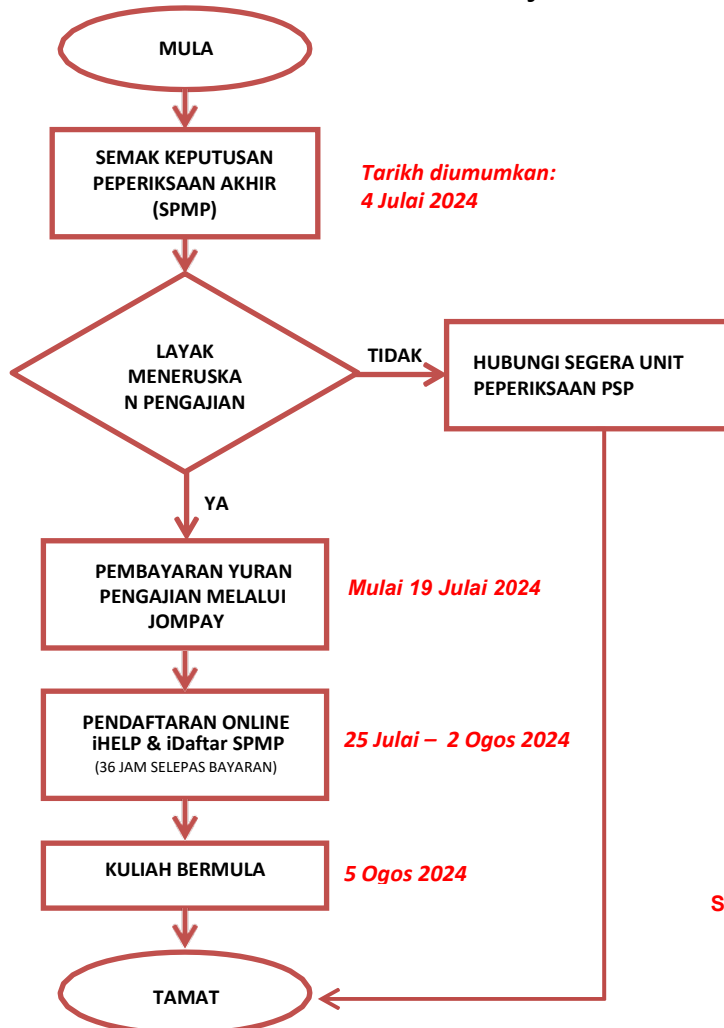 MULA
SEMAK KEPUTUSAN
PEPERIKSAAN AKHIR
(SPMP)
Tarikh diumumkan:
4 Julai 2024
LAYAK
MENERUSKA
N PENGAJIAN
TIDAK
HUBUNGI SEGERA UNIT
PEPERIKSAAN PSP
YA
PEMBAYARAN YURAN
PENGAJIAN MELALUI
JOMPAY
Mulai 19 Julai 2024
PENDAFTARAN ONLINE
iHELP & iDaftar SPMP
(36 JAM SELEPAS BAYARAN)
25 Julai – 2 Ogos 2024
KULIAH BERMULA
5 Ogos 2024
S
TAMAT